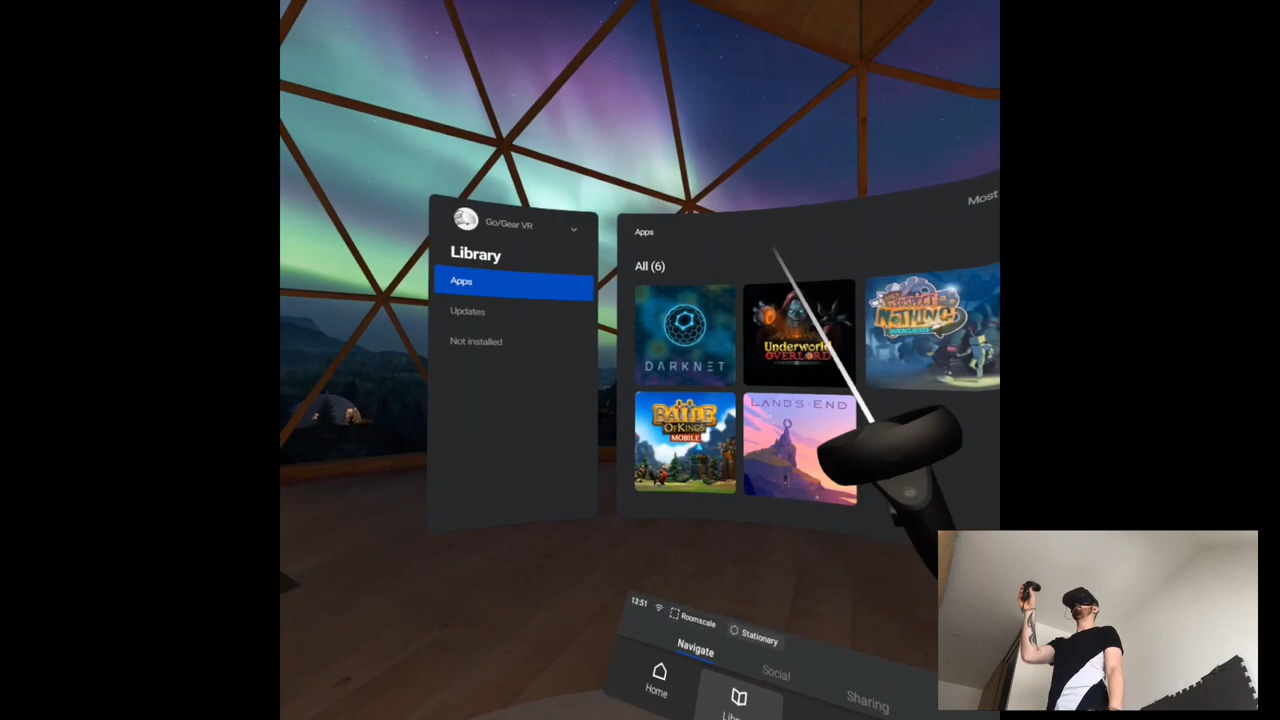 Go/Gear VR
Library
Apps
Updates
Not installed
Most
Apps
All (6)
DARKNET
Underworld
OVERLORD
NOTHING
BATTLE
OF KINGS
MOBILE
LAND'S END
13:51
Roomscale
Stationary
Navigate
Social
Sharing
Home